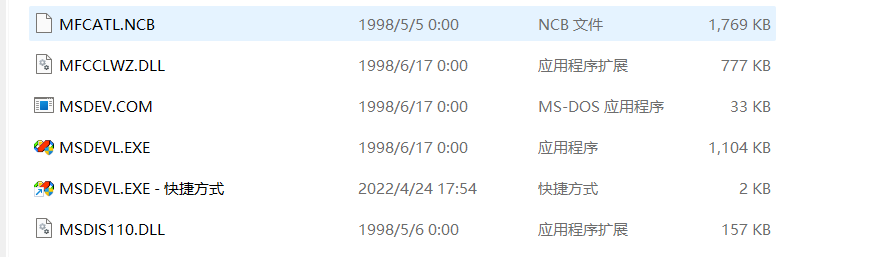 MFCATL.NCB 1998/5/5 0:00 NCB 文件 1,769 KB
MFCCLWZ.DLL 1998/6/17 0:00 应用程序扩展 777 KB
MSDEV.COM 1998/6/17 0:00 MS-DOS 应用程序 33 KB
MSDEVL.EXE 1998/6/17 0:00 应用程序 1,104 KB
MSDEVL.EXE - 快捷方式 2022/4/24 17:54 快捷方式 2 KB
MSDIS110.DLL 1998/5/6 0:00 应用程序扩展 157 KB